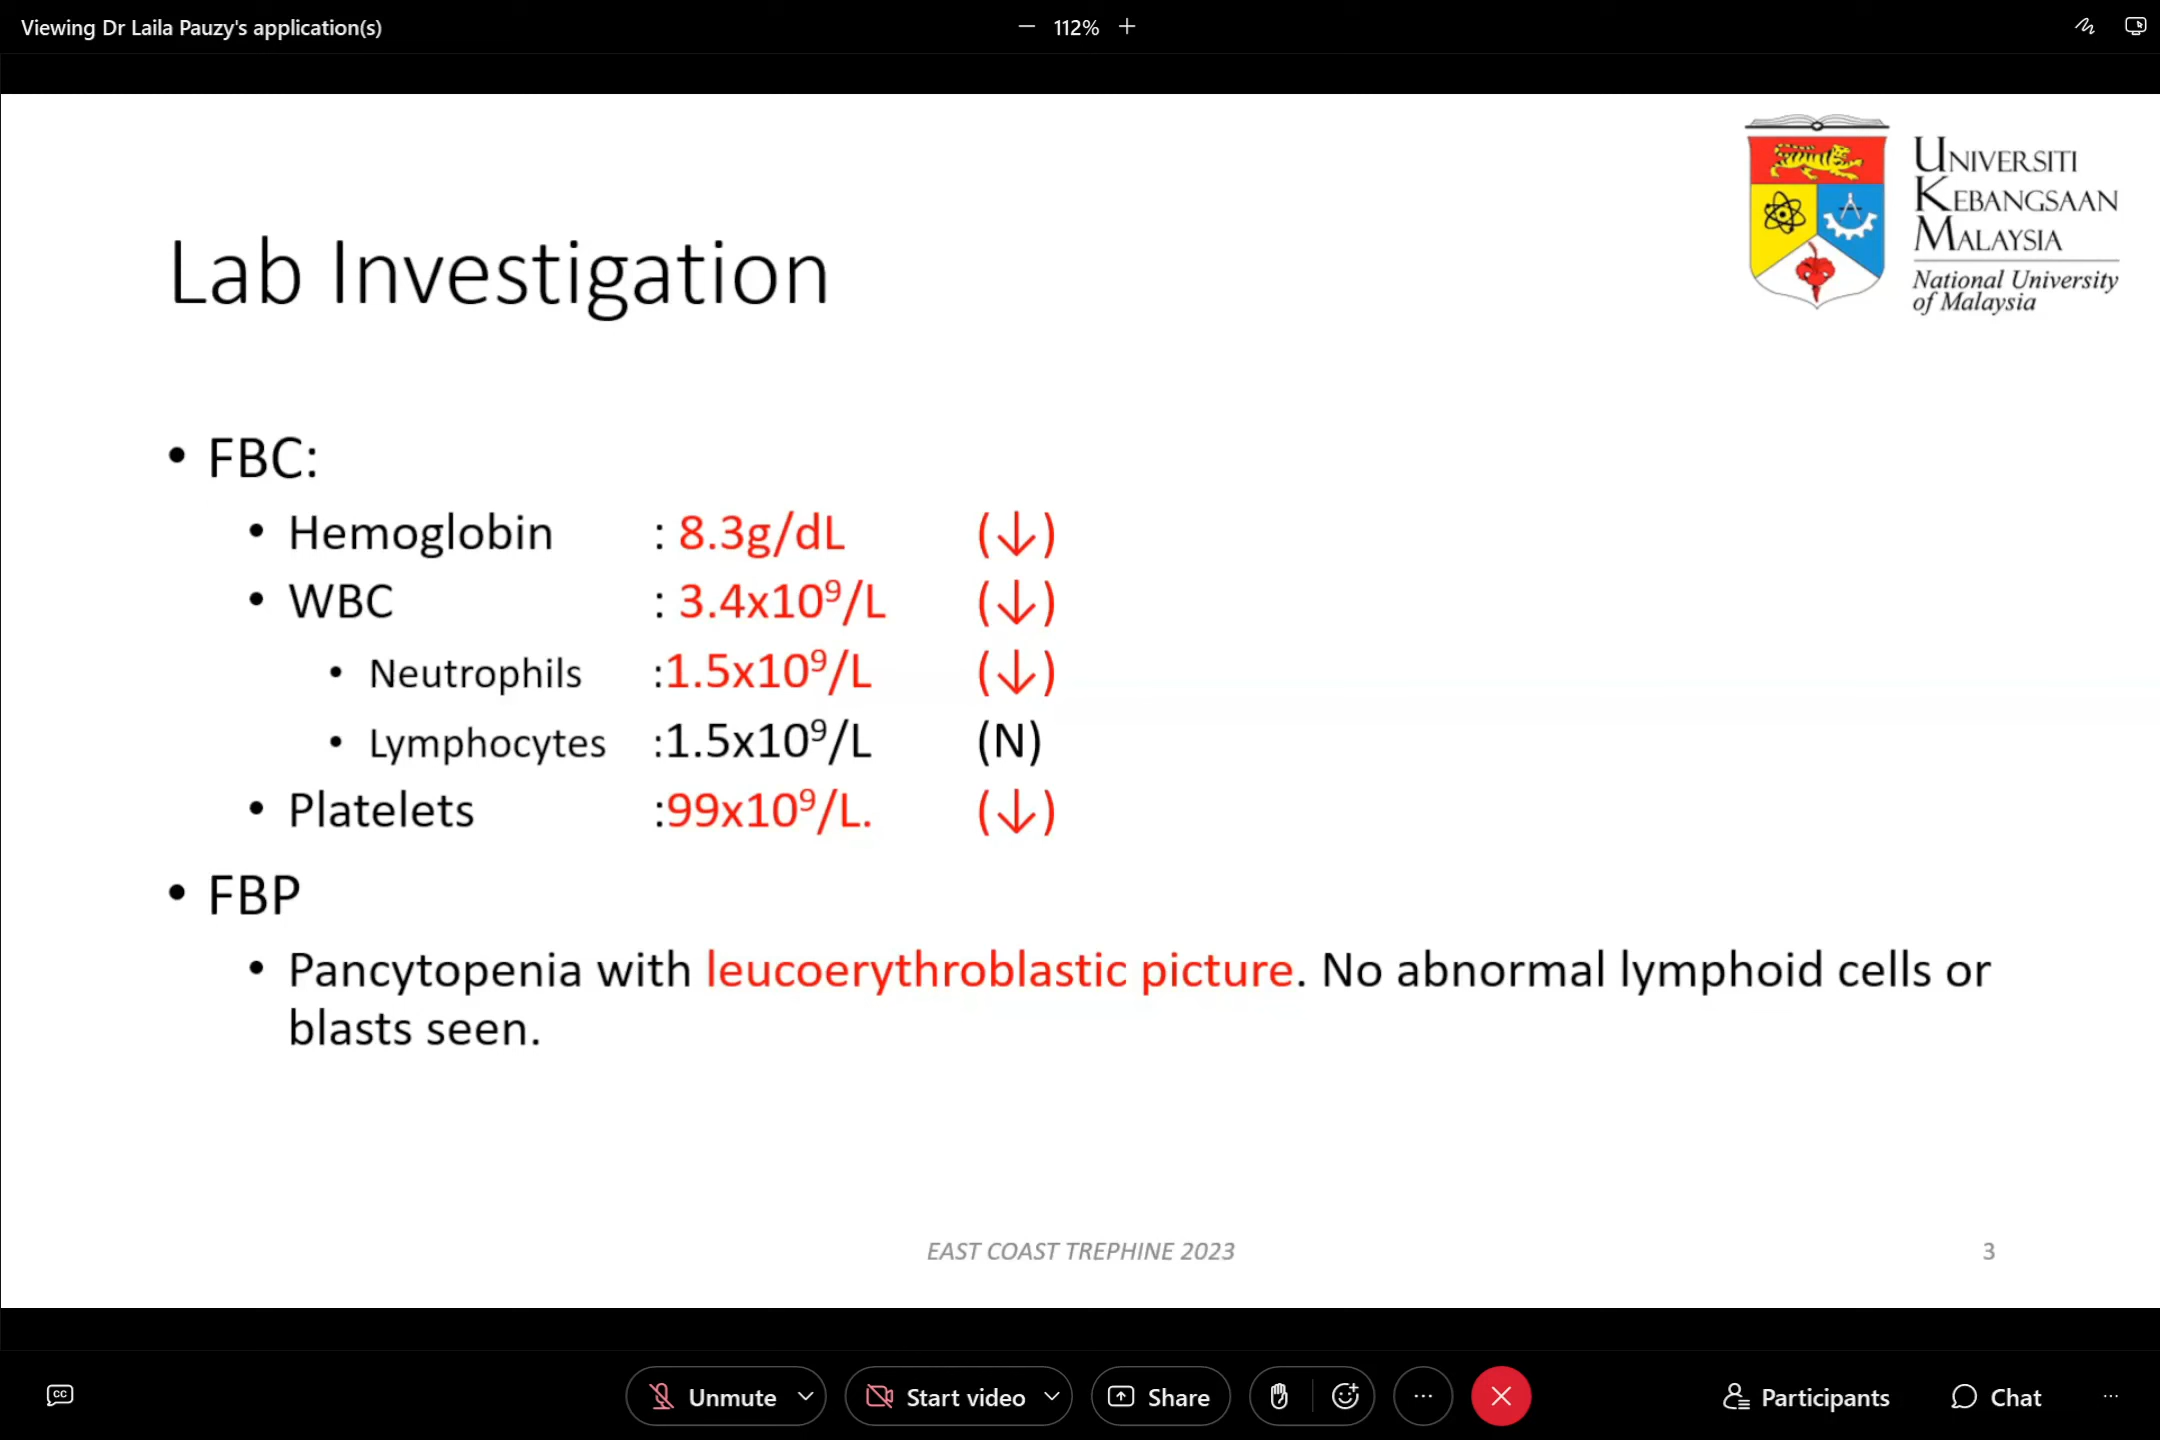 Viewing Dr Laila Pauzy's application(s)
112%
UNIVERSITI
KEBANGSAAN
MALAYSIA
National University
of Malaysia
Lab Investigation
• FBC:
• Hemoglobin : 8.3g/dL (↓)
• WBC : 3.4x10⁹/L (↓)
• Neutrophils :1.5x10⁹/L (↓)
• Lymphocytes :1.5x10⁹/L (N)
• Platelets :99x10⁹/L. (↓)
• FBP
• Pancytopenia with leucoerythroblastic picture. No abnormal lymphoid cells or
blasts seen.
EAST COAST TREPHINE 2023
3
CC
Unmute
Start video
Share
Participants
Chat